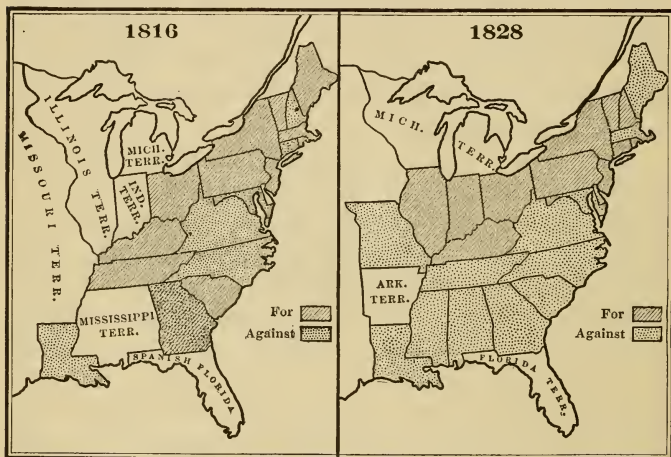 1816
ILLINOIS TERR.
MISSOURI TERR.
MICH.
TERR.
IND.
TERR.
MISSISSIPPI
TERR.
SPANISH FLORIDA
For
Against
1828
MICH. TERR.
ARK.
TERR.
FLORIDA TERR.
For
Against